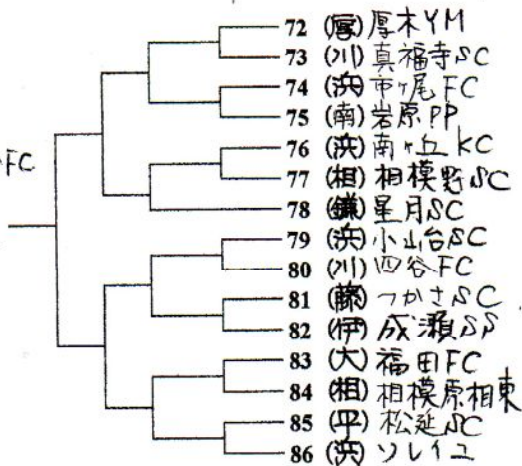 72 (厚) 厚木YM
73 (川) 真福寺SC
74 (浜) 市ヶ尾FC
75 (南) 岩原PP
FC
76 (浜) 南ヶ丘KC
77 (相) 相模野SC
78 (鎌) 星月SC
79 (浜) 小山台SC
80 (川) 四谷FC
81 (藤) つかさSC
82 (伊) 成瀬SS
83 (大) 福田FC
84 (相) 相模原相東
85 (平) 松延SC
86 (浜) ソレイユ